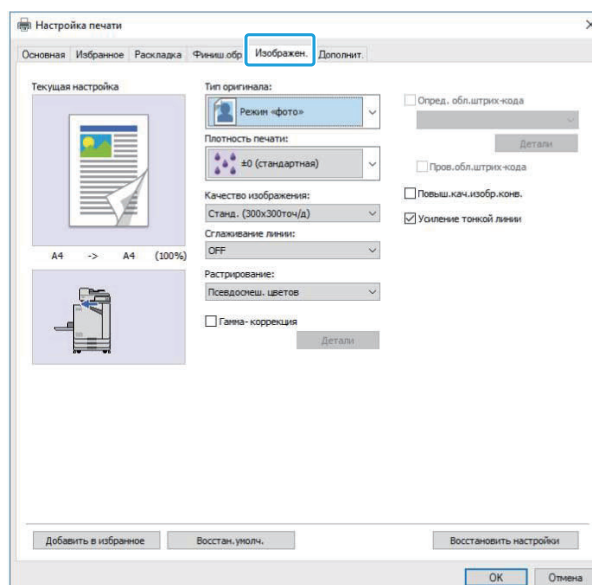 Настройка печати
Основная Избранное Раскладка Финиш.обр Изображен. Дополнит.
Текущая настройка
A4 -> A4 (100%)
Тип оригинала:
Режим «фото»
Плотность печати:
±0 (стандартная)
Качество изображения:
Станд. (300x300точ/д)
Сглаживание линии:
OFF
Растрирование:
Псевдосмеш. цветов
Гамма- коррекция
Детали
Опред. обл.штрих-кода
Детали
Пров.обл.штрих-кода
Повыш.кач.изобр.конв.
Усиление тонкой линии
Добавить в избранное Восстан.умолч. Восстановить настройки
OK Отмена